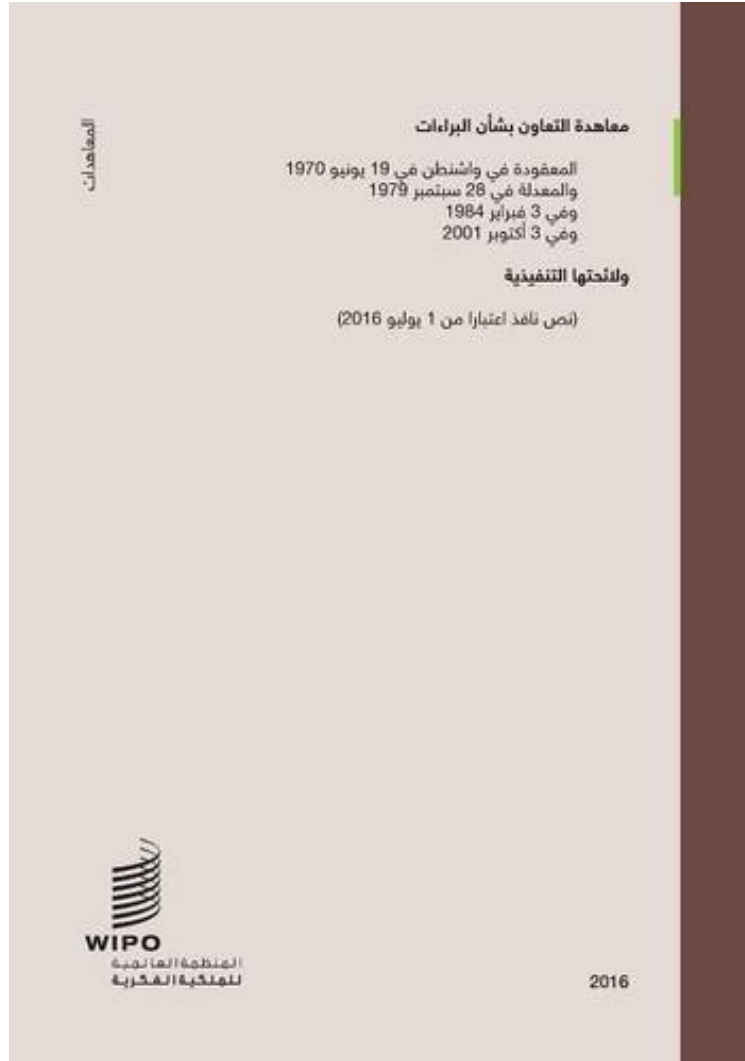 المعاهدات
معاهدة التعاون بشأن البراءات
المعقودة في واشنطن في 19 يونيو 1970
والمعدلة في 28 سبتمبر 1979
وفي 3 فبراير 1984
وفي 3 أكتوبر 2001
ولائحتها التنفيذية
(نص نافذ اعتبارا من 1 يوليو 2016)
WIPO
المنظمة العالمية
للملكية الفكرية
2016